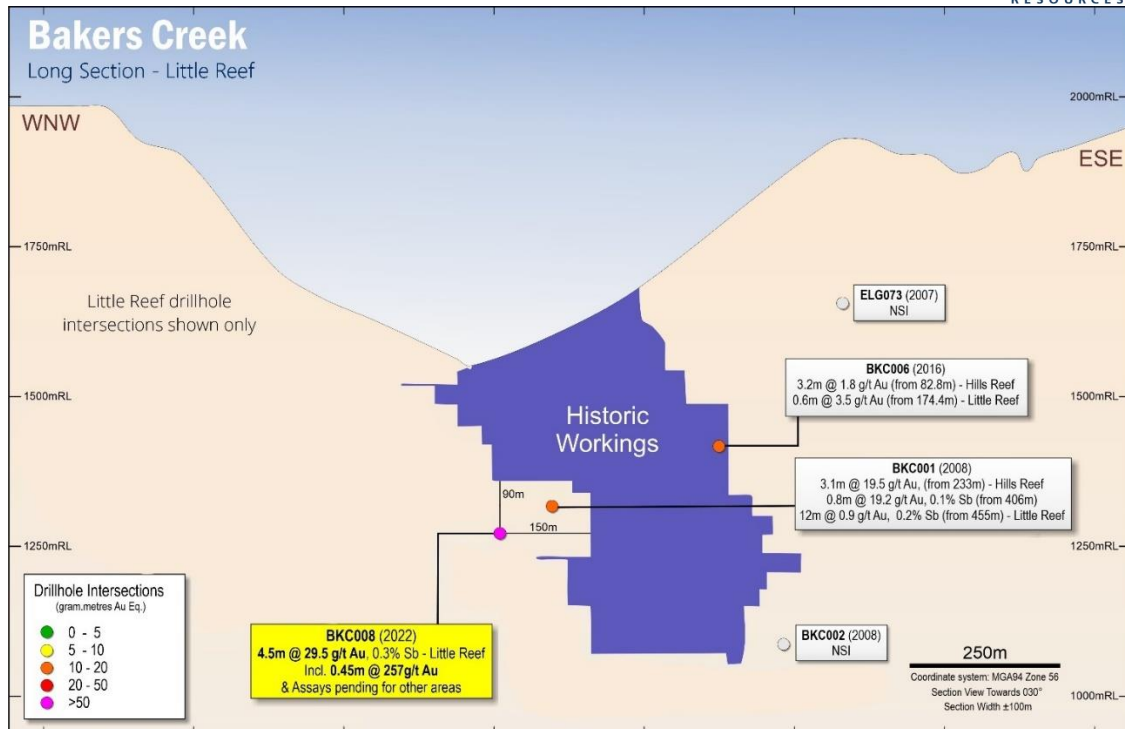 RESOURCES
Bakers Creek
Long Section - Little Reef
2000mRL
WNW
ESE
1750mRL
1750mRL
Little Reef drillhole
intersections shown only
ELG073 (2007)
NSI
BKC006 (2016)
3.2m @ 1.8 g/t Au (from 82.8m) - Hills Reef
0.6m @ 3.5 g/t Au (from 174.4m) - Little Reef
1500mRL
1500mRL
Historic
Workings
BKC001 (2008)
3.1m @ 19.5 g/t Au, (from 233m) - Hills Reef
0.8m @ 19.2 g/t Au, 0.1% Sb (from 406m)
12m @ 0.9 g/t Au, 0.2% Sb (from 455m) - Little Reef
90m
150m
1250mRL
1250mRL
Drillhole Intersections
(gram.metres Au Eq.)
0 - 5
5 - 10
10 - 20
20 - 50
>50
BKC008 (2022)
4.5m @ 29.5 g/t Au, 0.3% Sb - Little Reef
Incl. 0.45m @ 257g/t Au
& Assays pending for other areas
BKC002 (2008)
NSI
250m
Coordinate system: MGA94 Zone 56
Section View Towards 030°
Section Width ±100m
1000mRL